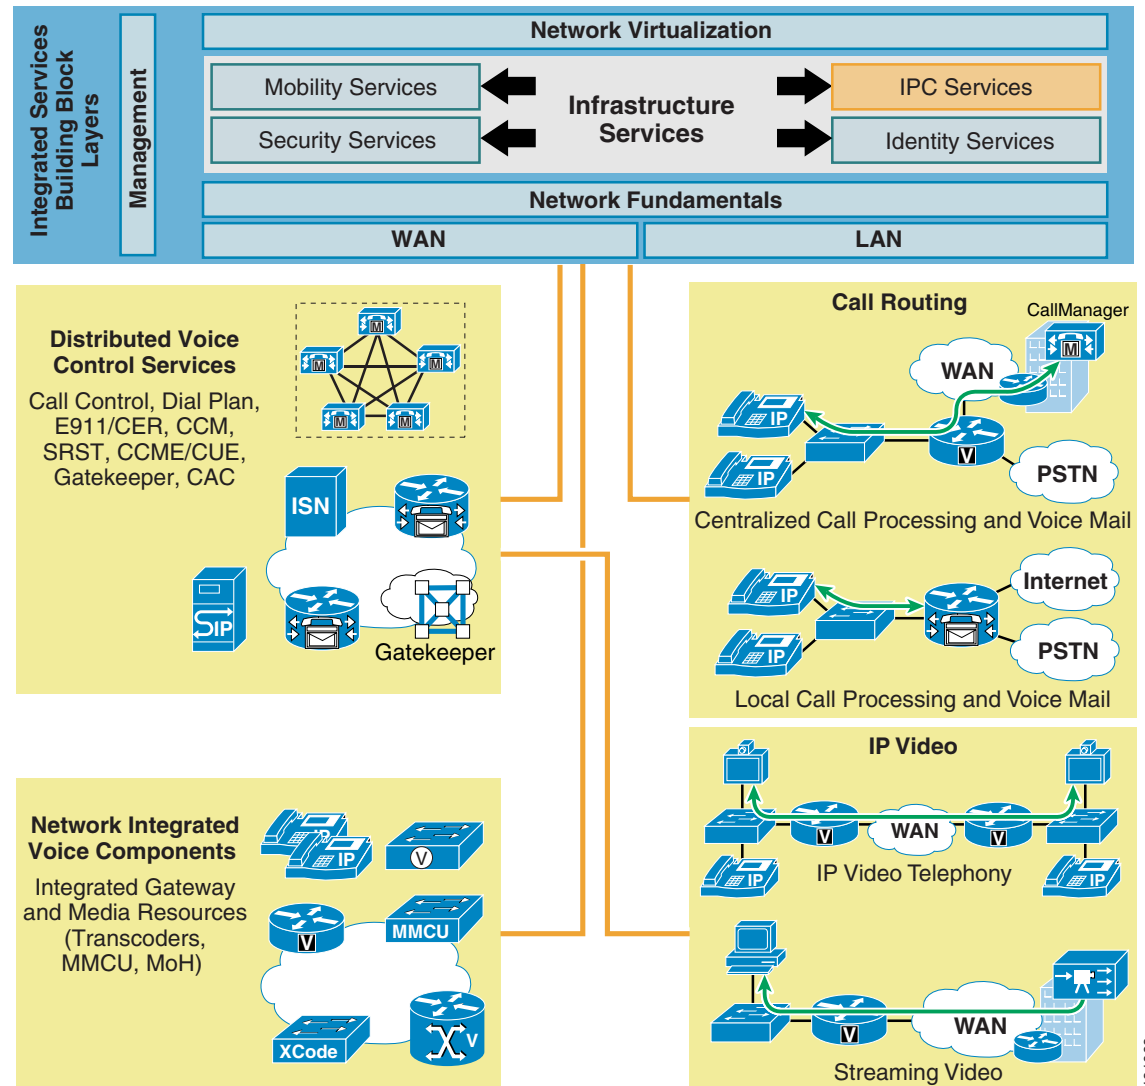 Integrated Services
Building Block
Layers
Management
Network Virtualization
Mobility Services
Security Services
Infrastructure
Services
IPC Services
Identity Services
Network Fundamentals
WAN
LAN
Distributed Voice
Control Services
Call Control, Dial Plan,
E911/CER, CCM,
SRST, CCME/CUE,
Gatekeeper, CAC
M
M
M
M
M
ISN
SIP
Gatekeeper
Call Routing
CallManager
M
WAN
IP
IP
V
PSTN
Centralized Call Processing and Voice Mail
IP
IP
Internet
PSTN
Local Call Processing and Voice Mail
Network Integrated
Voice Components
Integrated Gateway
and Media Resources
(Transcoders,
MMCU, MoH)
IP
IP
V
V
MMCU
XCode
V
IP Video
V
WAN
V
IP
IP
IP Video Telephony
V
WAN
Streaming Video